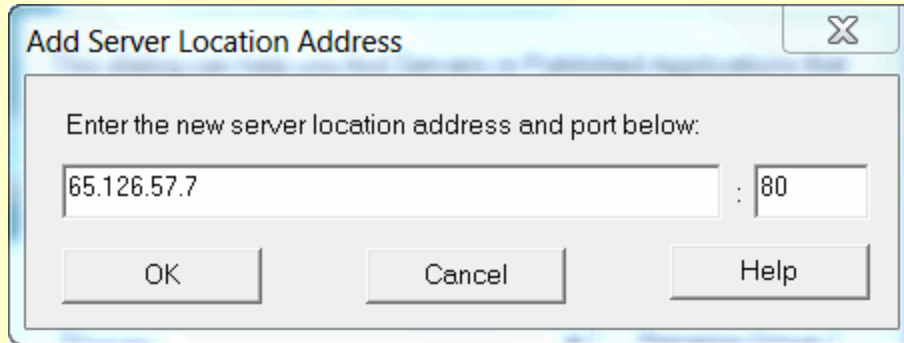 Add Server Location Address
Enter the new server location address and port below:
65.126.57.7 : 80
OK Cancel Help